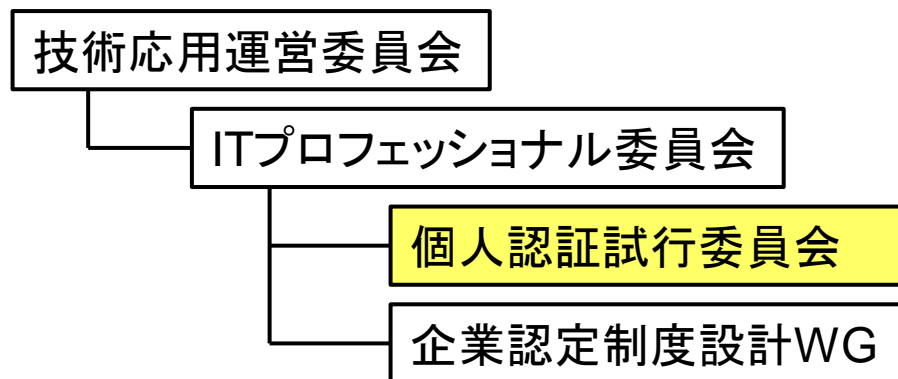 技術応用運営委員会
ITプロフェッショナル委員会
個人認証試行委員会
企業認定制度設計WG